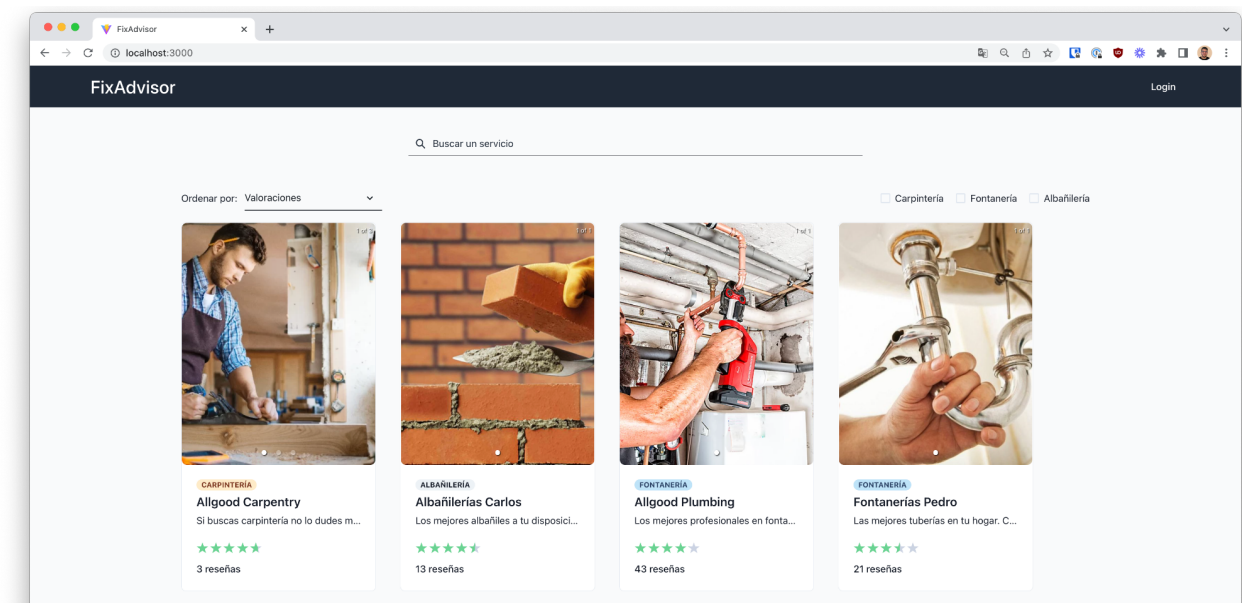 FixAdvisor
localhost:3000
FixAdvisor
Login
Buscar un servicio
Ordenar por: Valoraciones
Carpintería Fontanería Albañilería
1 of 3
1 of 1
1 of 1
1 of 1
CARPINTERÍA
Allgood Carpentry
Si buscas carpintería no lo dudes m...
3 reseñas
ALBAÑILERÍA
Albañilerías Carlos
Los mejores albañiles a tu disposici...
13 reseñas
FONTANERÍA
Allgood Plumbing
Los mejores profesionales en fonta...
43 reseñas
FONTANERÍA
Fontanerías Pedro
Las mejores tuberías en tu hogar. C...
21 reseñas